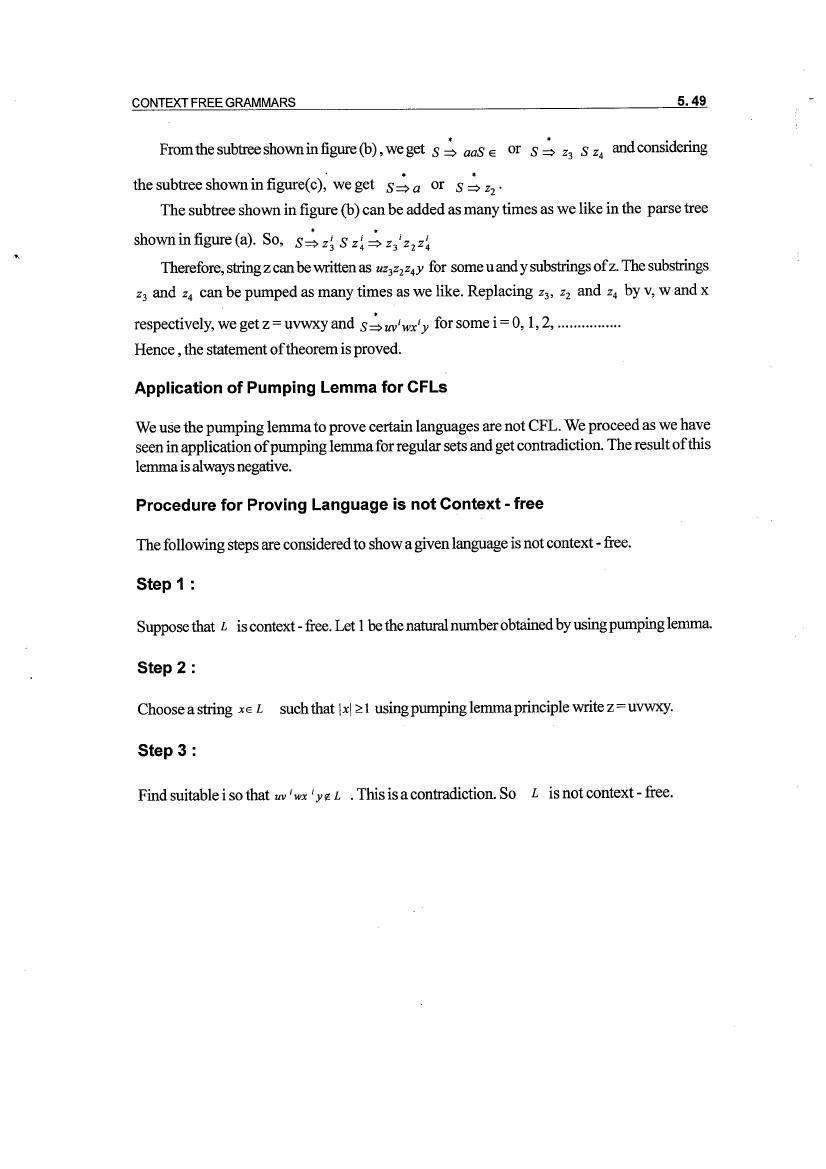 CONTEXT FREE GRAMMARS 5.49
From the subtree shown in figure (b) , we get S ⇒* aaS ∈ or S ⇒* z₃ S z₄ and considering
the subtree shown in figure(c), we get S ⇒* a or S ⇒* z₂ .
The subtree shown in figure (b) can be added as many times as we like in the parse tree
shown in figure (a). So, S ⇒* z₃ⁱ S z₄ⁱ ⇒* z₃ⁱ z₂ z₄ⁱ
Therefore, string z can be written as uz₃z₂z₄y for some u and y substrings of z. The substrings
z₃ and z₄ can be pumped as many times as we like. Replacing z₃, z₂ and z₄ by v, w and x
respectively, we get z = uvwxy and S ⇒* uvⁱwxⁱy for some i = 0, 1, 2, ................
Hence , the statement of theorem is proved.
Application of Pumping Lemma for CFLs
We use the pumping lemma to prove certain languages are not CFL. We proceed as we have
seen in application of pumping lemma for regular sets and get contradiction. The result of this
lemma is always negative.
Procedure for Proving Language is not Context - free
The following steps are considered to show a given language is not context - free.
Step 1 :
Suppose that L is context - free. Let l be the natural number obtained by using pumping lemma.
Step 2 :
Choose a string x ∈ L such that |x| ≥ l using pumping lemma principle write z = uvwxy.
Step 3 :
Find suitable i so that uvⁱwxⁱy ∉ L . This is a contradiction. So L is not context - free.